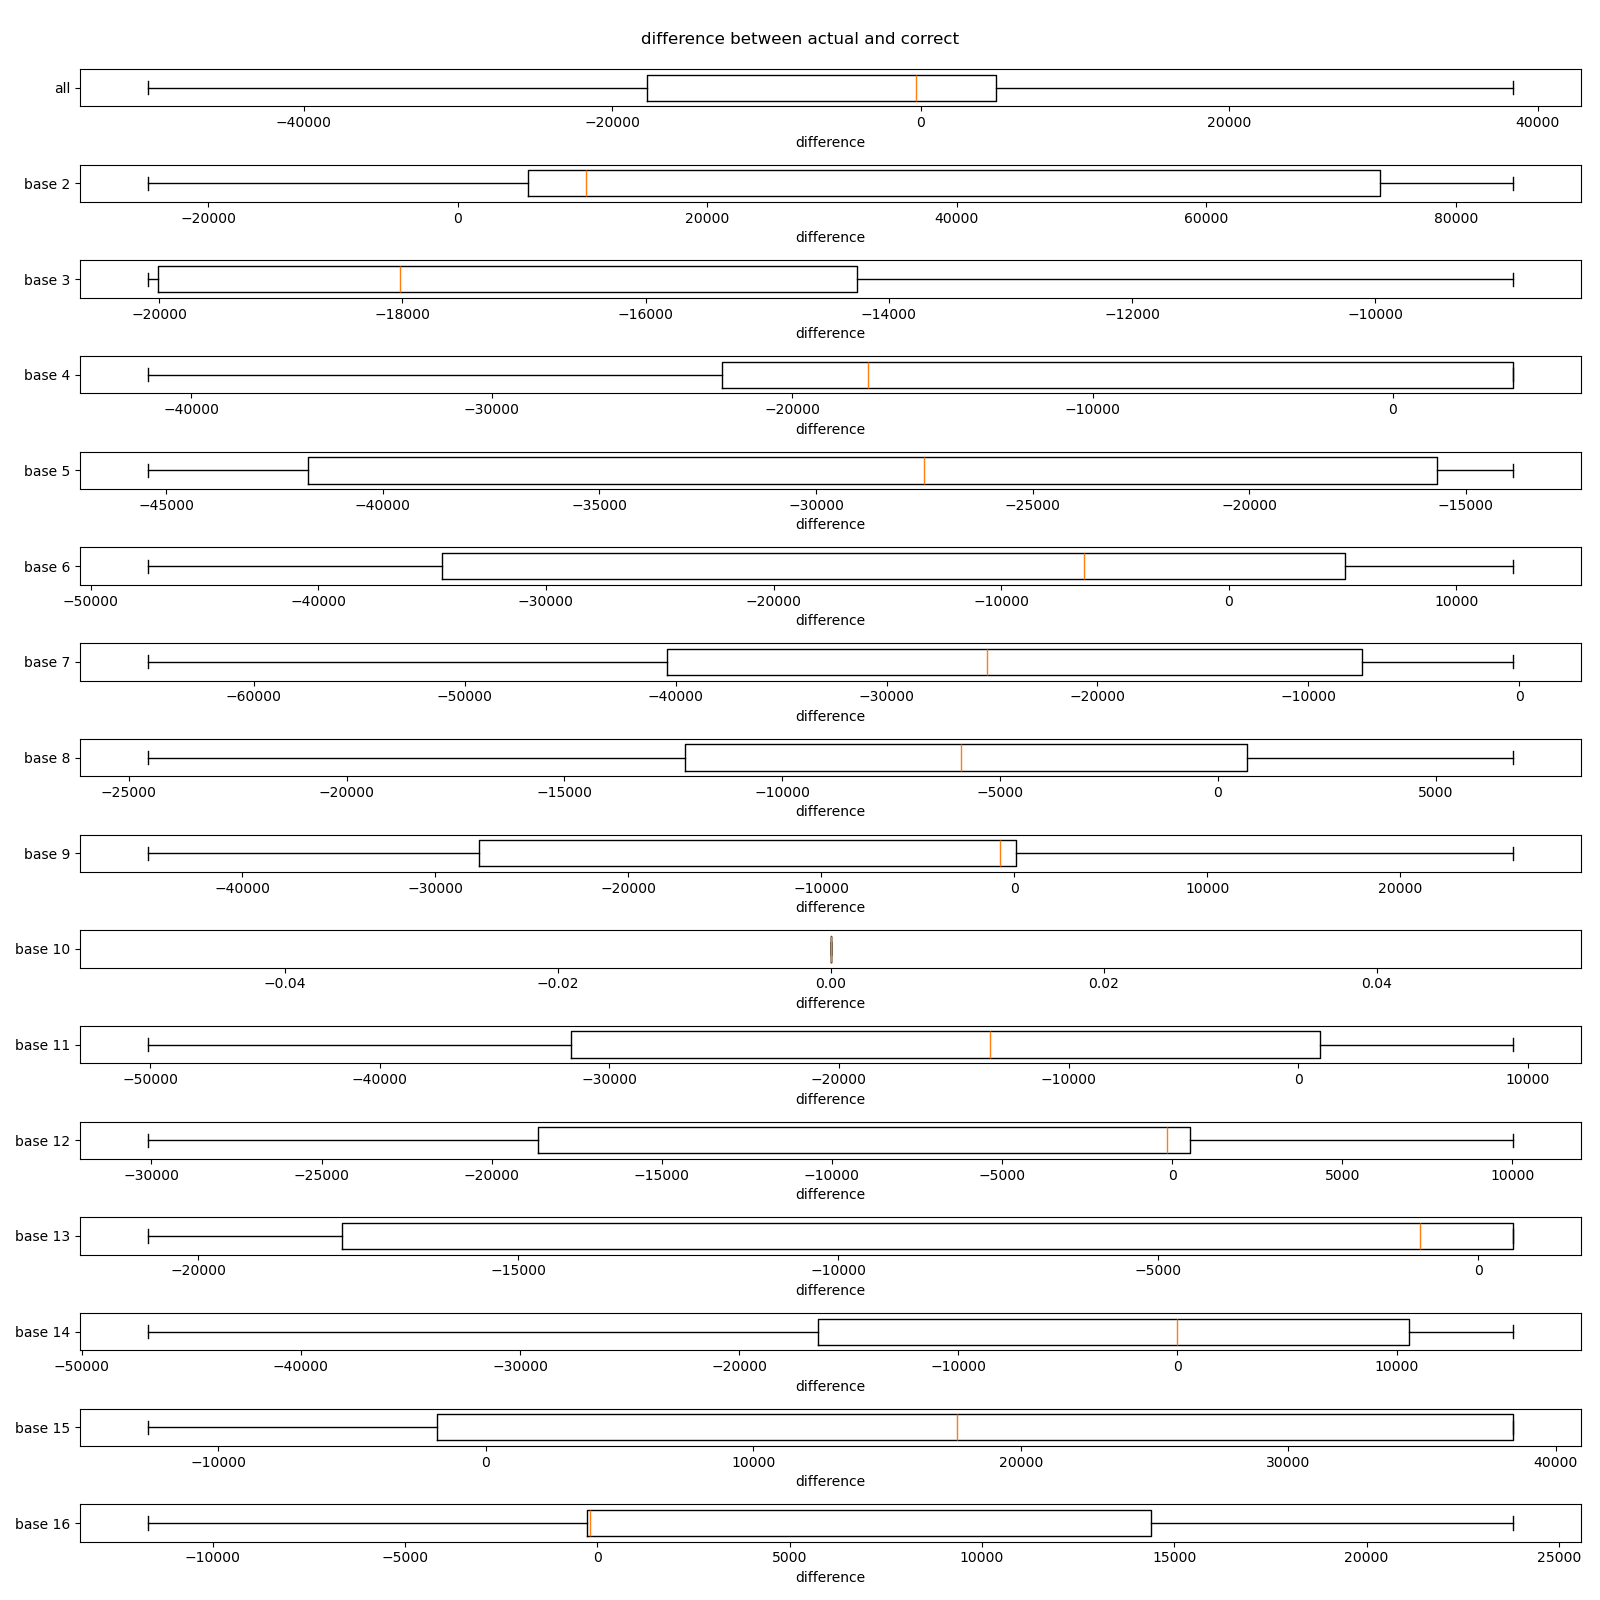 difference between actual and correct
all
−40000 −20000 0 20000 40000
difference
base 2
−20000 0 20000 40000 60000 80000
difference
base 3
−20000 −18000 −16000 −14000 −12000 −10000
difference
base 4
−40000 −30000 −20000 −10000 0
difference
base 5
−45000 −40000 −35000 −30000 −25000 −20000 −15000
difference
base 6
−50000 −40000 −30000 −20000 −10000 0 10000
difference
base 7
−60000 −50000 −40000 −30000 −20000 −10000 0
difference
base 8
−25000 −20000 −15000 −10000 −5000 0 5000
difference
base 9
−40000 −30000 −20000 −10000 0 10000 20000
difference
base 10
−0.04 −0.02 0.00 0.02 0.04
difference
base 11
−50000 −40000 −30000 −20000 −10000 0 10000
difference
base 12
−30000 −25000 −20000 −15000 −10000 −5000 0 5000 10000
difference
base 13
−20000 −15000 −10000 −5000 0
difference
base 14
−50000 −40000 −30000 −20000 −10000 0 10000
difference
base 15
−10000 0 10000 20000 30000 40000
difference
base 16
−10000 −5000 0 5000 10000 15000 20000 25000
difference